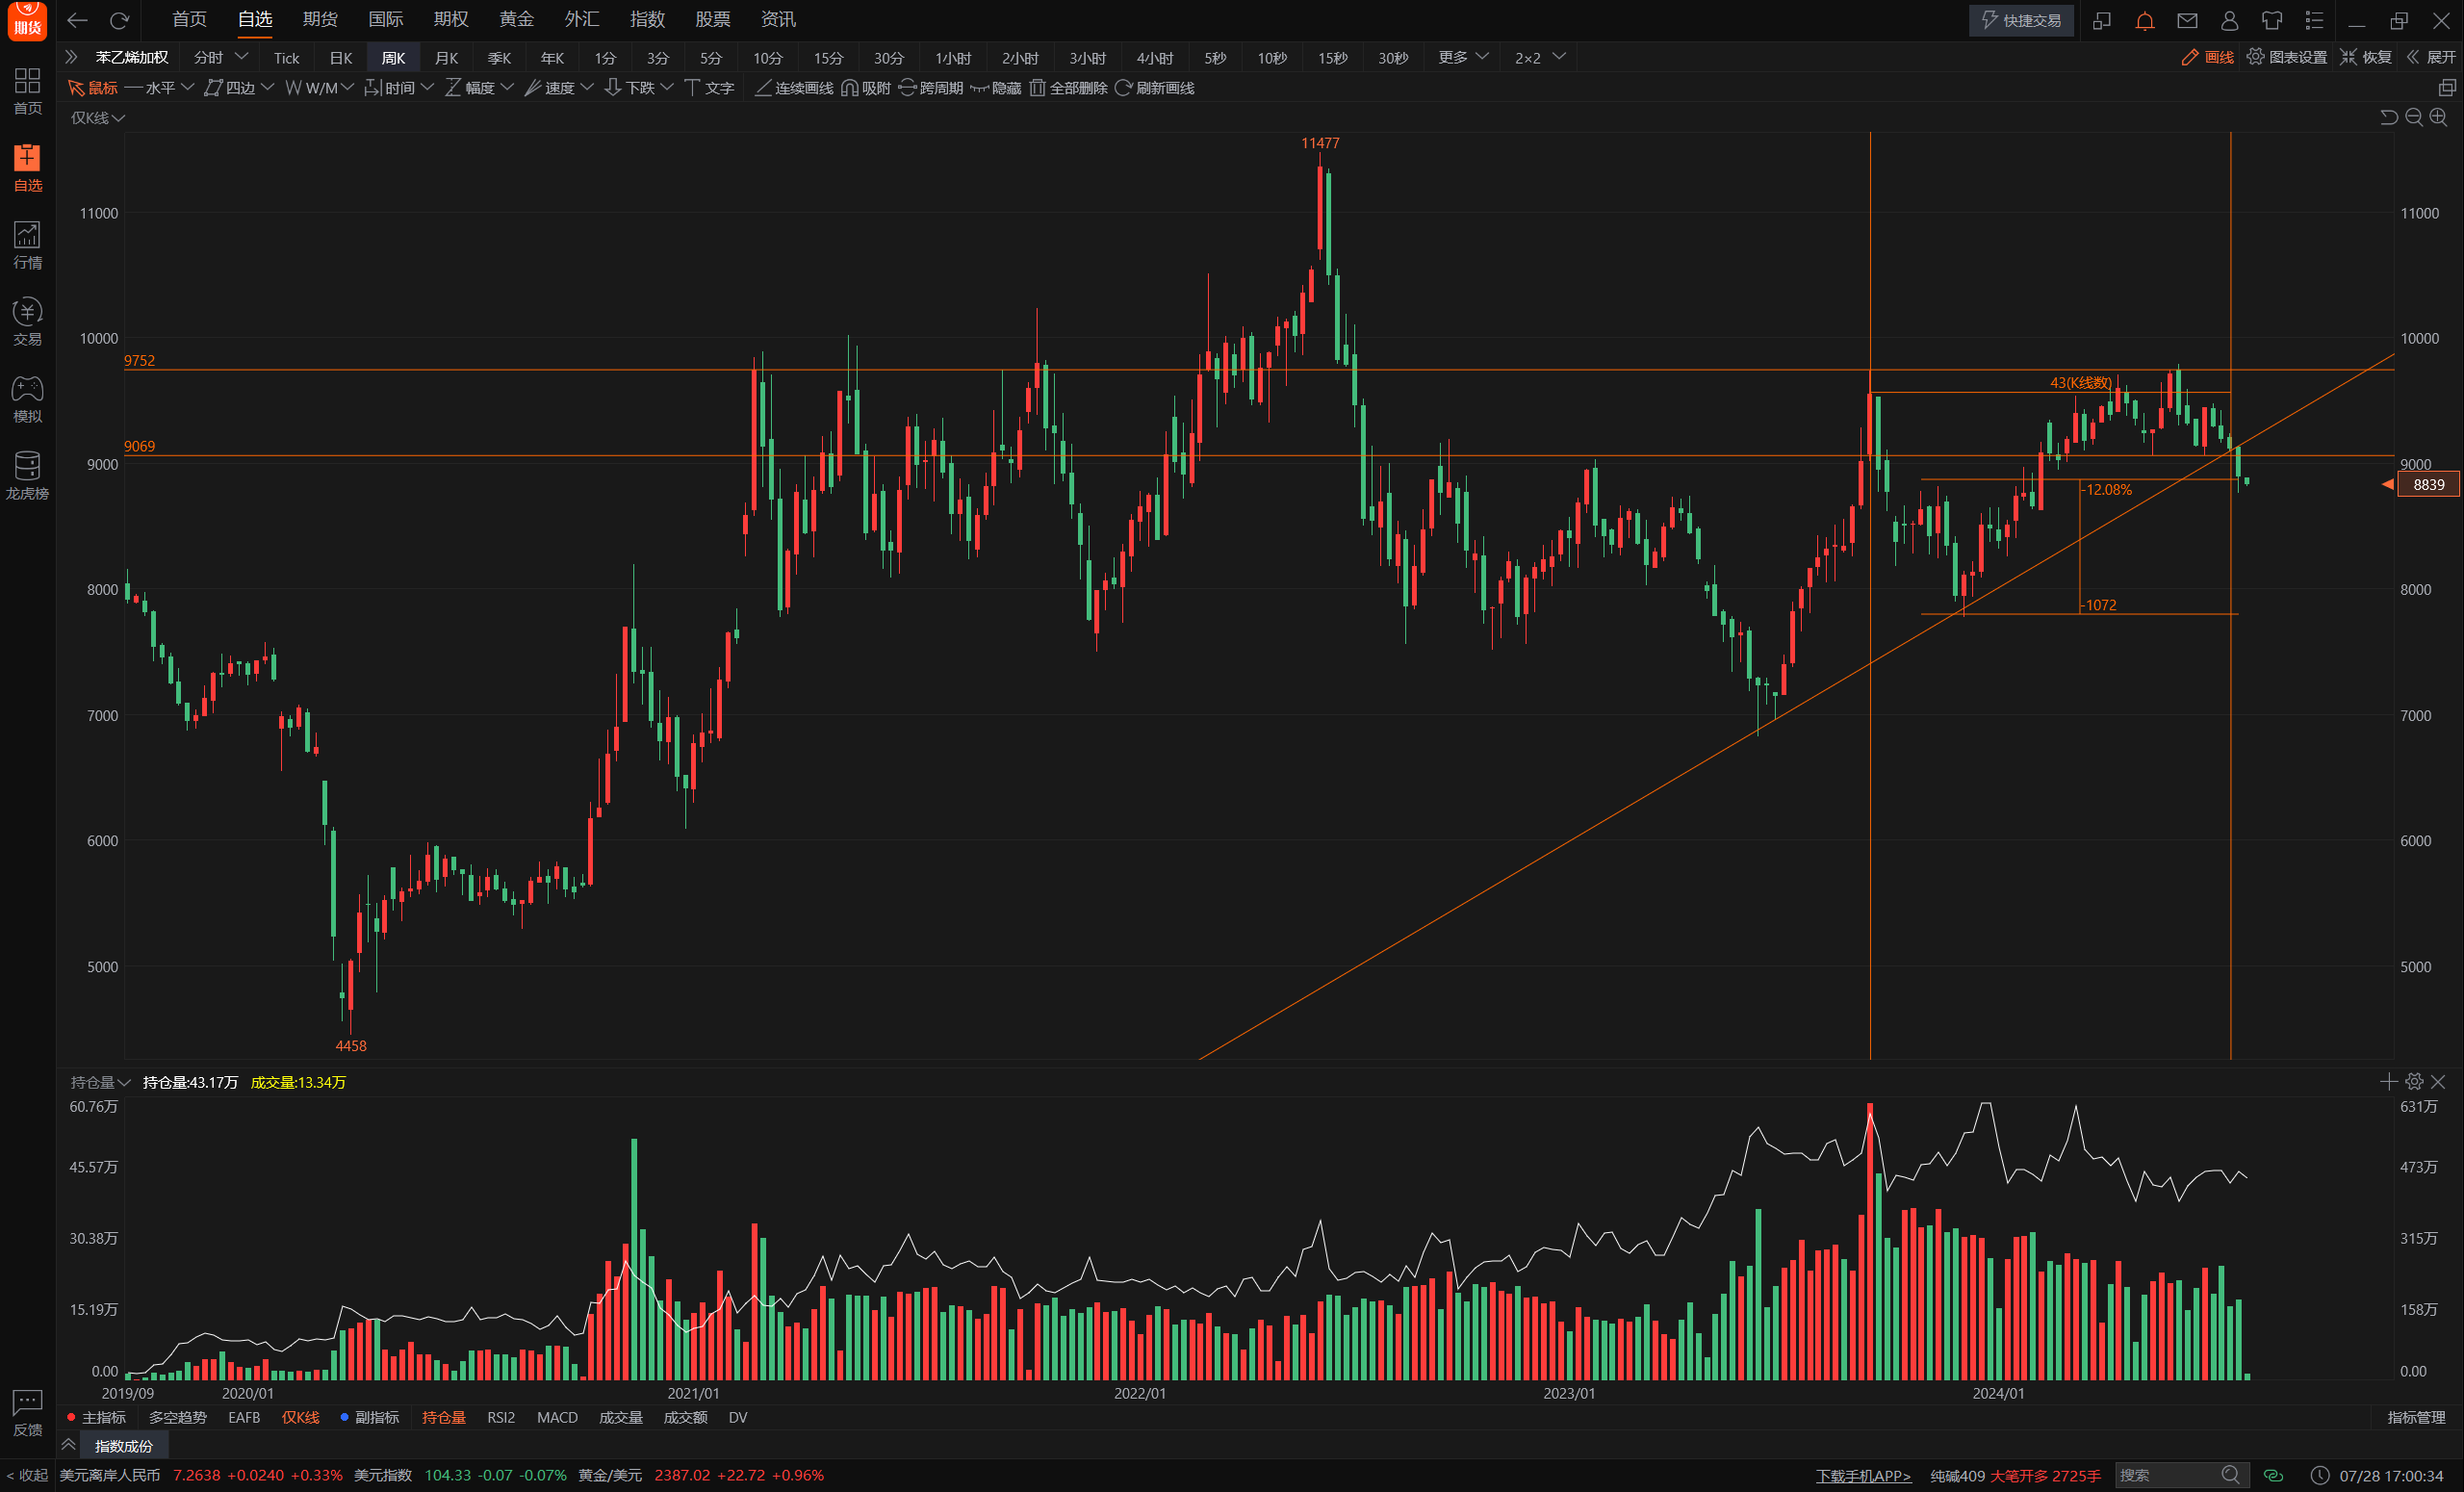 期货 首页 自选 期货 国际 期权 黄金 外汇 指数 股票 资讯 快捷交易
苯乙烯加权 分时 Tick 日K 周K 月K 季K 年K 1分 3分 5分 10分 15分 30分 1小时 2小时 3小时 4小时 5秒 10秒 15秒 30秒 更多 2×2 画线 图表设置 恢复 展开
鼠标 水平 四边 W/M 时间 幅度 速度 下跌 文字 连续画线 吸附 跨周期 隐藏 全部删除 刷新画线
首页
自选
行情
交易
模拟
龙虎榜
反馈
仅K线
11477
11000 11000
10000 10000
9752
43(K线数)
9069
9000 9000
8839
-12.08%
8000 8000
-1072
7000 7000
6000 6000
5000 5000
4458
持仓量 持仓量:43.17万 成交量:13.34万
60.76万 631万
45.57万 473万
30.38万 315万
15.19万 158万
0.00 0.00
2019/09 2020/01 2021/01 2022/01 2023/01 2024/01
主指标 多空趋势 EAFB 仅K线 副指标 持仓量 RSI2 MACD 成交量 成交额 DV 指标管理
指数成份
< 收起 美元离岸人民币 7.2638 +0.0240 +0.33% 美元指数 104.33 -0.07 -0.07% 黄金/美元 2387.02 +22.72 +0.96% 下载手机APP> 纯碱409 大笔开多 2725手 搜索 07/28 17:00:34